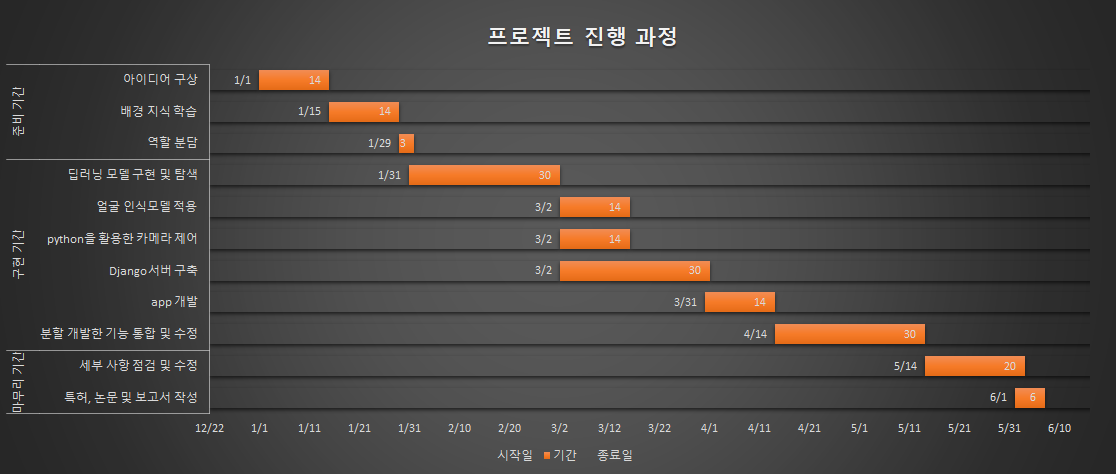 프로젝트 진행 과정
준비 기간
아이디어 구상 1/1 14
배경 지식 학습 1/15 14
역할 분담 1/29 3
구현 기간
딥러닝 모델 구현 및 탐색 1/31 30
얼굴 인식모델 적용 3/2 14
python을 활용한 카메라 제어 3/2 14
Django서버 구축 3/2 30
app 개발 3/31 14
분할 개발한 기능 통합 및 수정 4/14 30
마무리 기간
세부 사항 점검 및 수정 5/14 20
특허, 논문 및 보고서 작성 6/1 6
12/22 1/1 1/11 1/21 1/31 2/10 2/20 3/2 3/12 3/22 4/1 4/11 4/21 5/1 5/11 5/21 5/31 6/10
시작일 기간 종료일